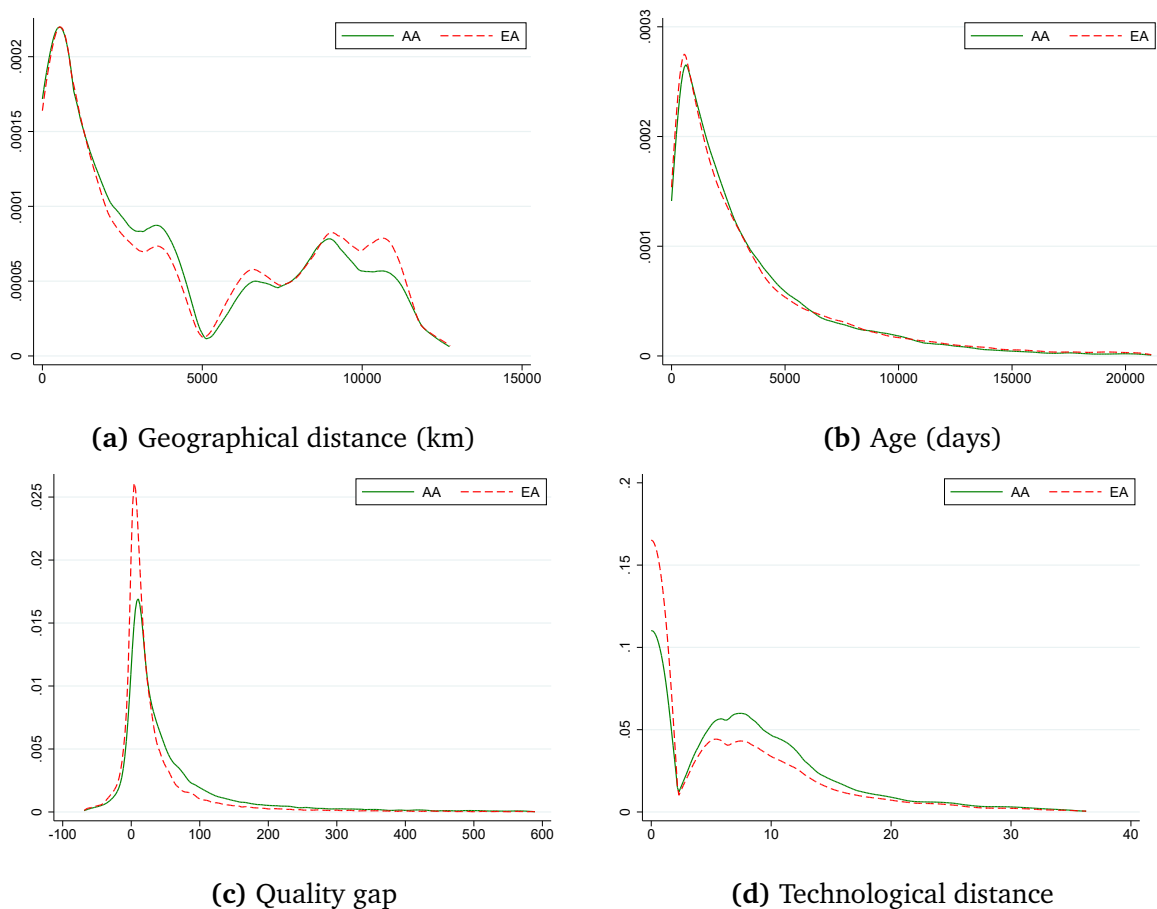 AA EA
0 .00005 .0001 .00015 .0002
0 5000 10000 15000
(a) Geographical distance (km)
AA EA
0 .0001 .0002 .0003
0 5000 10000 15000 20000
(b) Age (days)
AA EA
0 .005 .01 .015 .02 .025
-100 0 100 200 300 400 500 600
(c) Quality gap
AA EA
0 .05 .1 .15 .2
0 10 20 30 40
(d) Technological distance